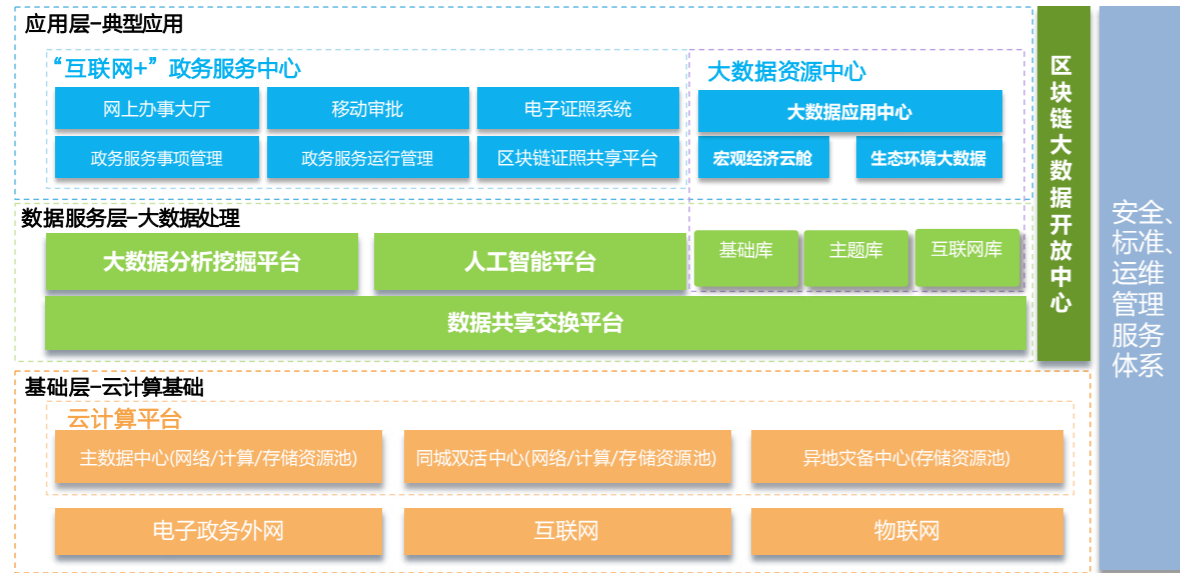 应用层-典型应用
“互联网+”政务服务中心
网上办事大厅
移动审批
电子证照系统
政务服务事项管理
政务服务运行管理
区块链证照共享平台
大数据资源中心
大数据应用中心
宏观经济云舱
生态环境大数据
数据服务层-大数据处理
大数据分析挖掘平台
人工智能平台
基础库
主题库
互联网库
数据共享交换平台
基础层-云计算基础
云计算平台
主数据中心(网络/计算/存储资源池)
同城双活中心(网络/计算/存储资源池)
异地灾备中心(存储资源池)
电子政务外网
互联网
物联网
区块链大数据开放中心
安全、
标准、
运维
管理
服务
体系